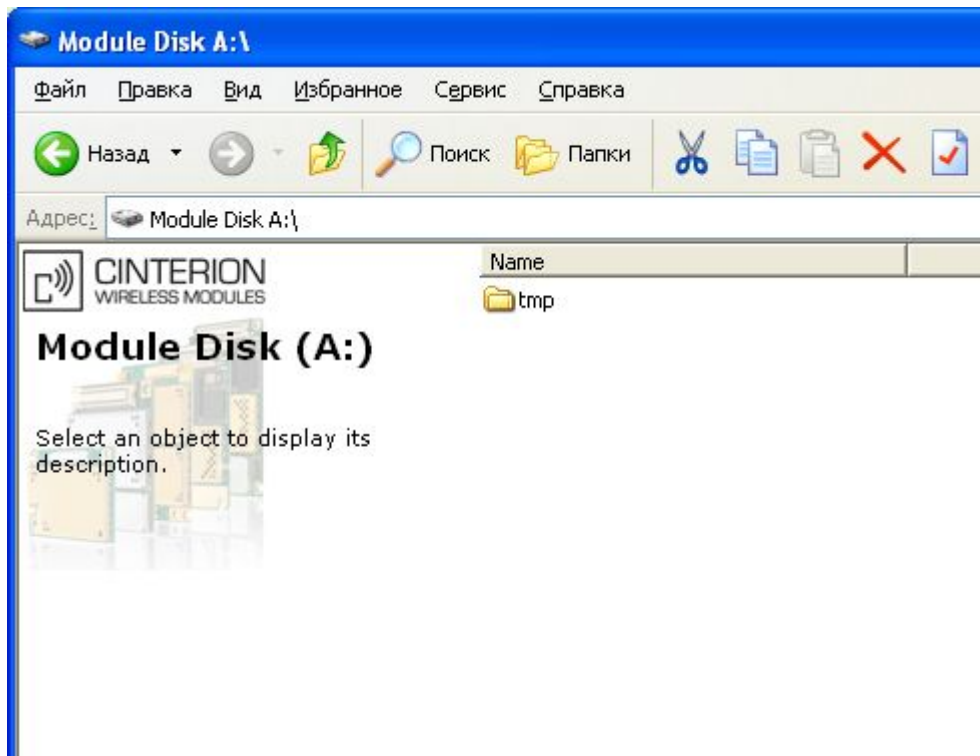 Module Disk A:\
Файл Правка Вид Избранное Сервис Справка
Назад Поиск Папки
Адрес: Module Disk A:\
CINTERION
WIRELESS MODULES
Name
tmp
Module Disk (A:)
Select an object to display its
description.